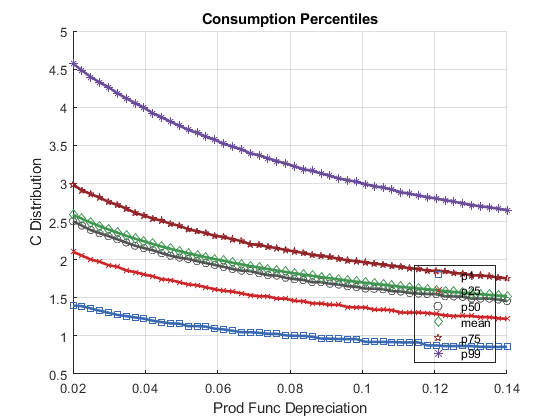 Consumption Percentiles
5
4.5
4
3.5
3
2.5
2
1.5
1
0.5
C Distribution
p1
p25
p50
mean
p75
p99
0.02 0.04 0.06 0.08 0.1 0.12 0.14
Prod Func Depreciation